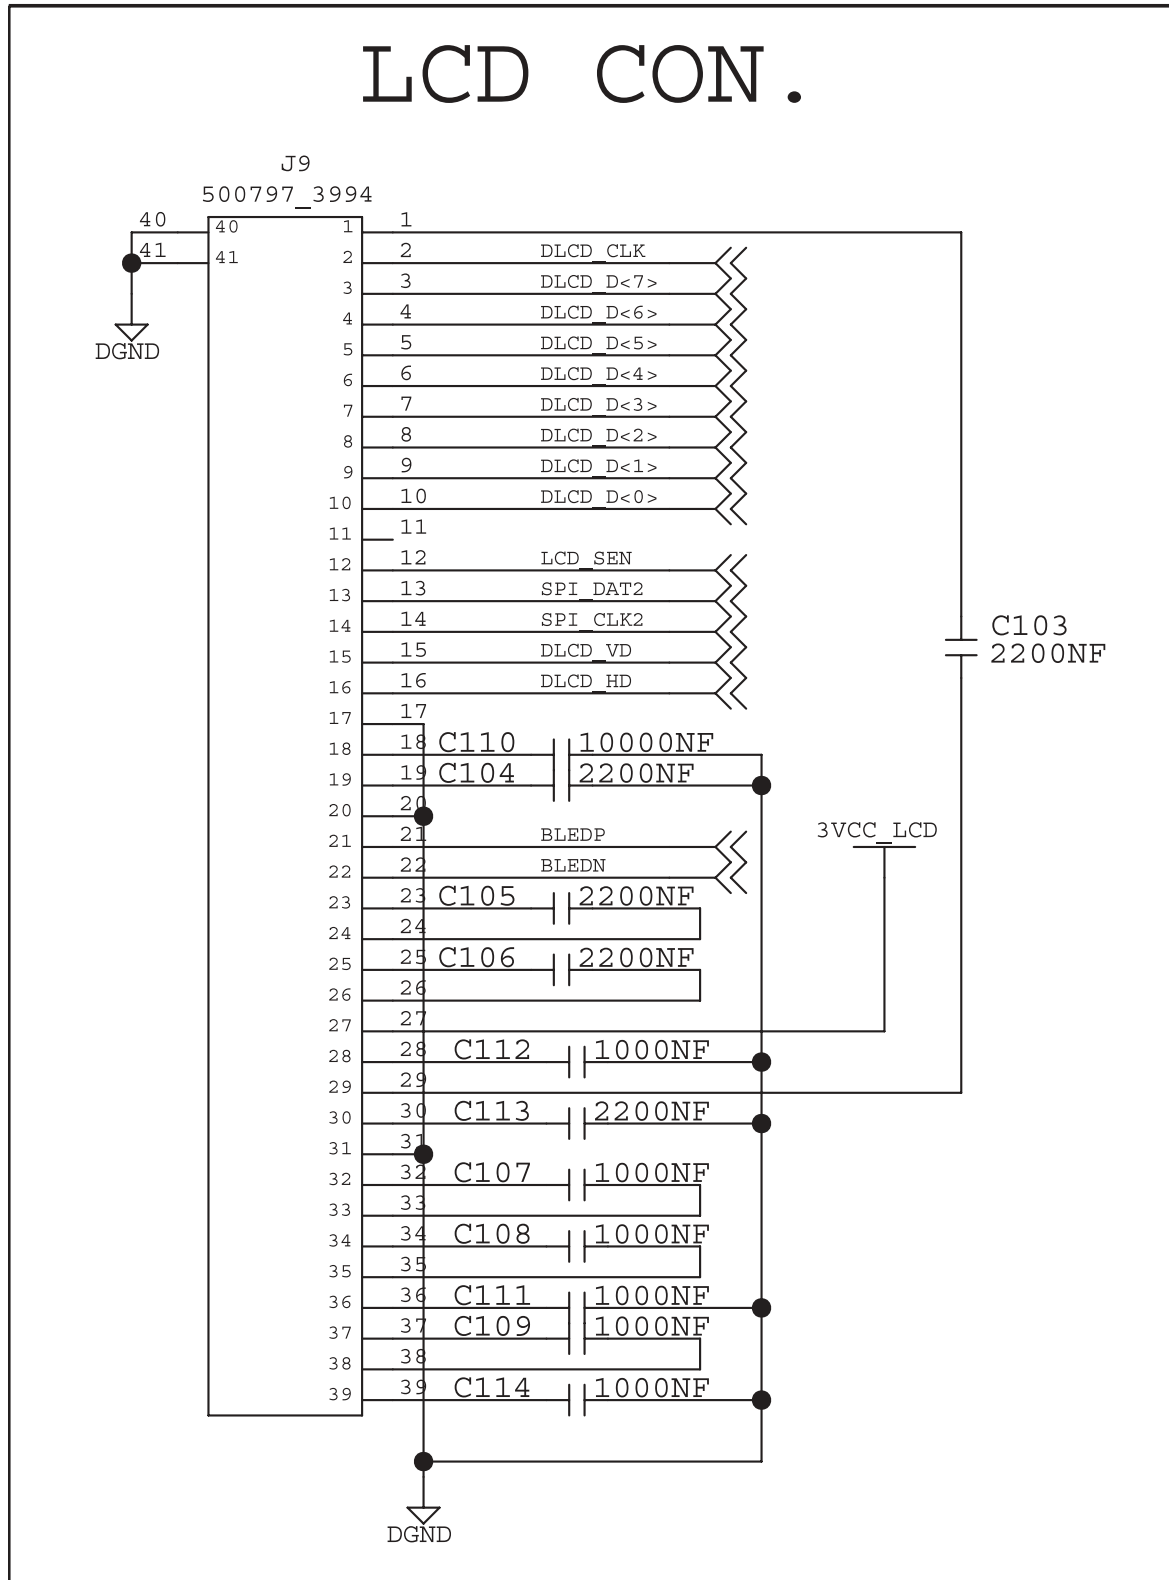 LCD CON.
J9
500797_3994
40 40 1 1
41 41 2 2 DLCD_CLK
3 3 DLCD_D<7>
4 4 DLCD_D<6>
DGND
5 5 DLCD_D<5>
6 6 DLCD_D<4>
7 7 DLCD_D<3>
8 8 DLCD_D<2>
9 9 DLCD_D<1>
10 10 DLCD_D<0>
11 11
12 12 LCD_SEN
13 13 SPI_DAT2
14 14 SPI_CLK2
C103
15 15 DLCD_VD
2200NF
16 16 DLCD_HD
17 17
18 18 C110 10000NF
19 19 C104 2200NF
20 20
21 21 BLEDP
3VCC_LCD
22 22 BLEDN
23 23 C105 2200NF
24 24
25 25 C106 2200NF
26 26
27 27
28 28 C112 1000NF
29 29
30 30 C113 2200NF
31 31
32 32 C107 1000NF
33 33
34 34 C108 1000NF
35 35
36 36 C111 1000NF
37 37 C109 1000NF
38 38
39 39 C114 1000NF
DGND